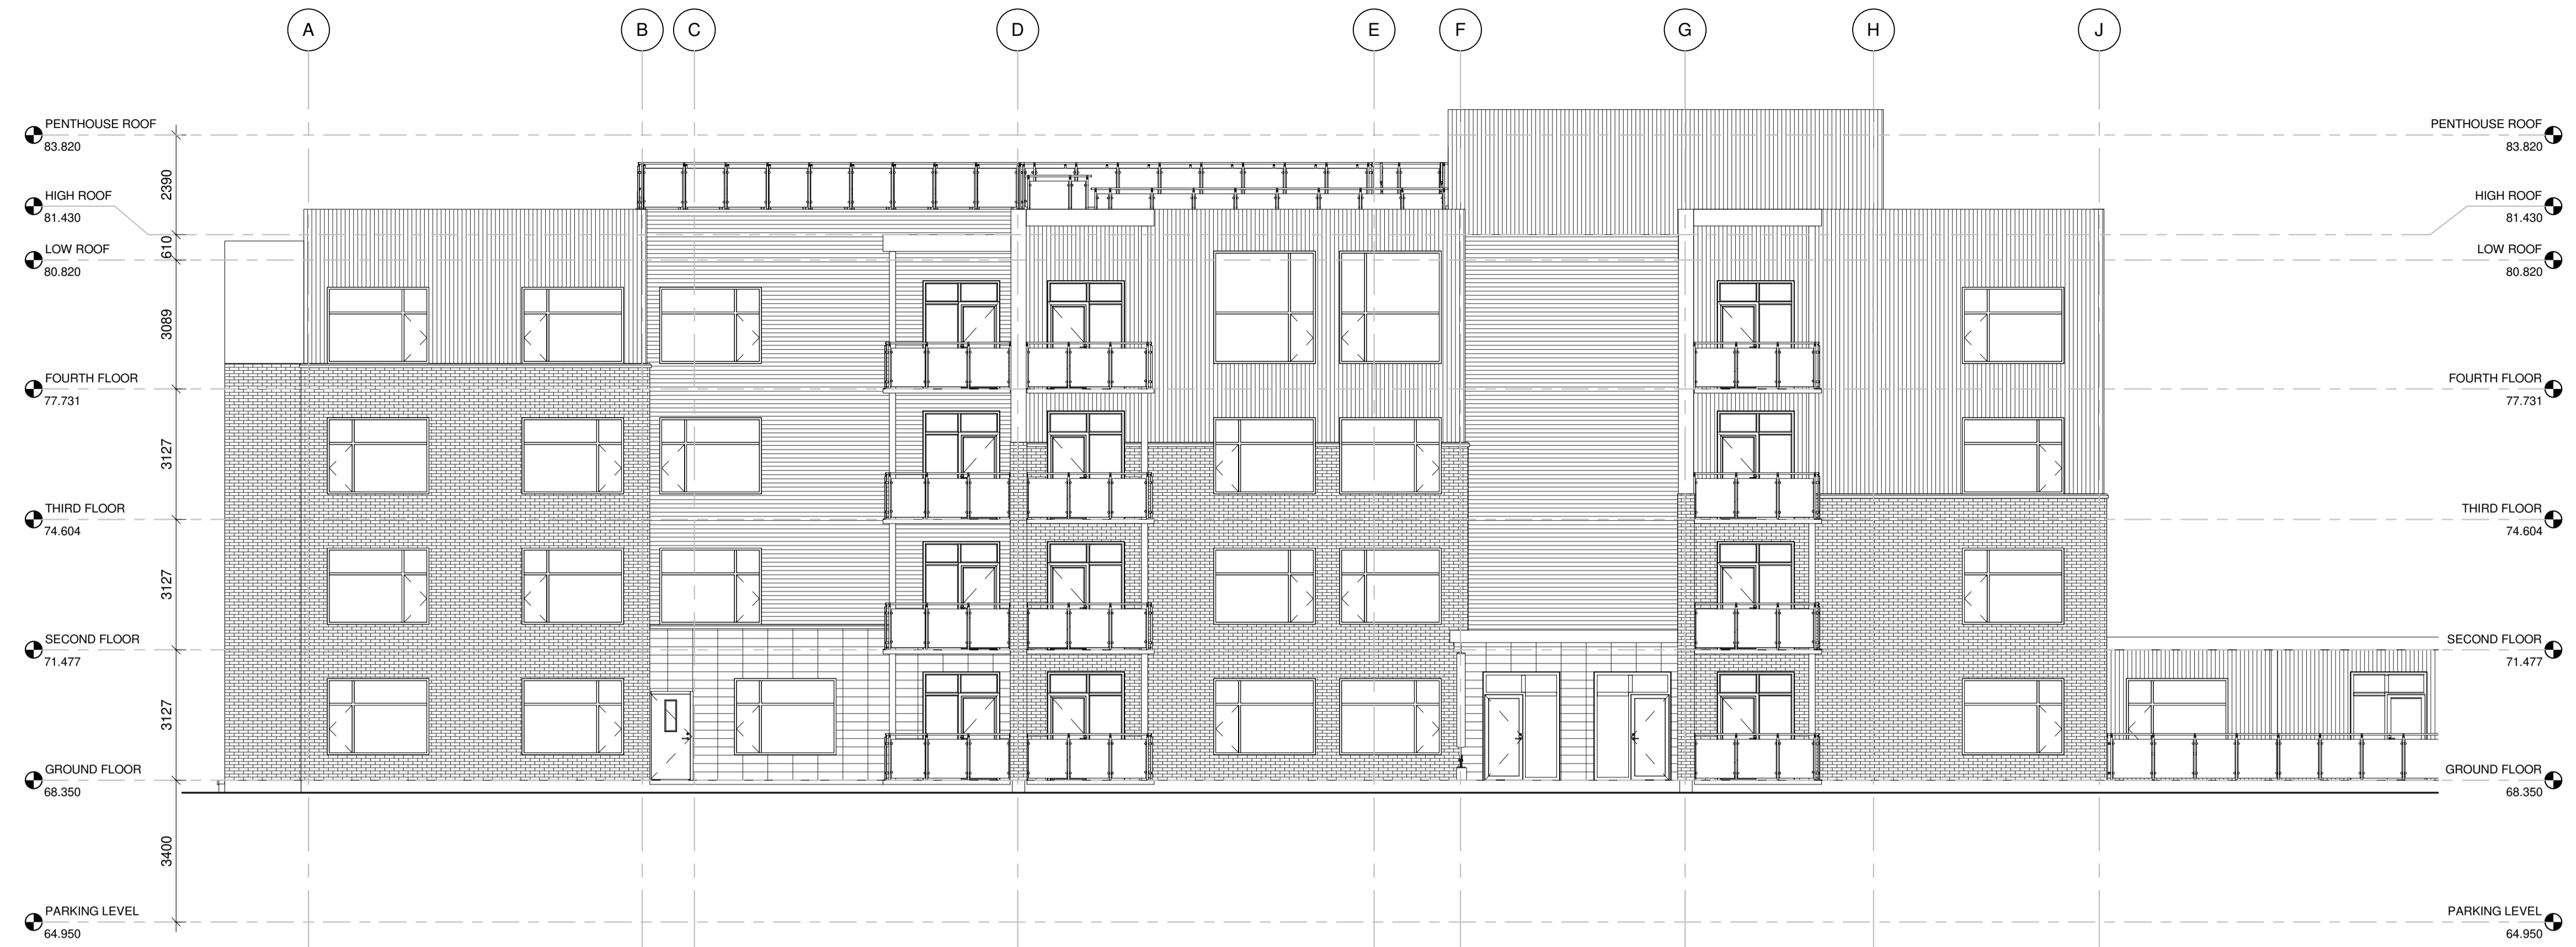 A B C D E F G H J
PENTHOUSE ROOF
83.820
PENTHOUSE ROOF
83.820
2390
HIGH ROOF
81.430
HIGH ROOF
81.430
610
LOW ROOF
80.820
LOW ROOF
80.820
3089
FOURTH FLOOR
77.731
FOURTH FLOOR
77.731
3127
THIRD FLOOR
74.604
THIRD FLOOR
74.604
3127
SECOND FLOOR
71.477
SECOND FLOOR
71.477
3127
GROUND FLOOR
68.350
GROUND FLOOR
68.350
3400
PARKING LEVEL
64.950
PARKING LEVEL
64.950